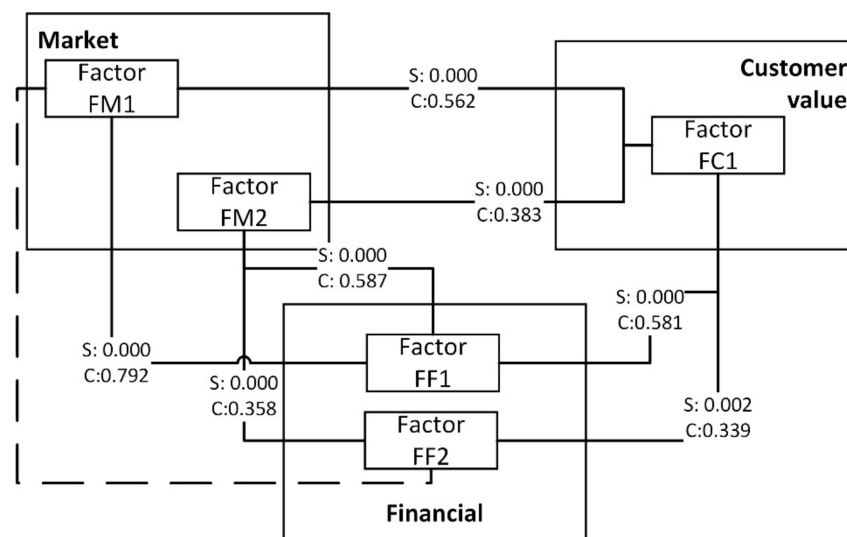 Market
Factor
FM1
S: 0.000
C:0.562
Customer
value
Factor
FC1
Factor
FM2
S: 0.000
C:0.383
S: 0.000
C: 0.587
S: 0.000
C:0.581
S: 0.000
C:0.792
Factor
FF1
S: 0.000
C:0.358
S: 0.002
C:0.339
Factor
FF2
Financial